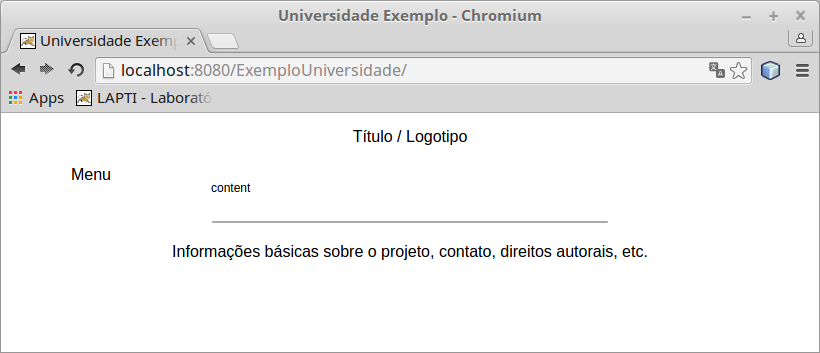 Universidade Exemplo - Chromium
Universidade Exemp
localhost:8080/ExemploUniversidade/
Apps LAPTI - Laborató
Título / Logotipo
Menu
content
Informações básicas sobre o projeto, contato, direitos autorais, etc.